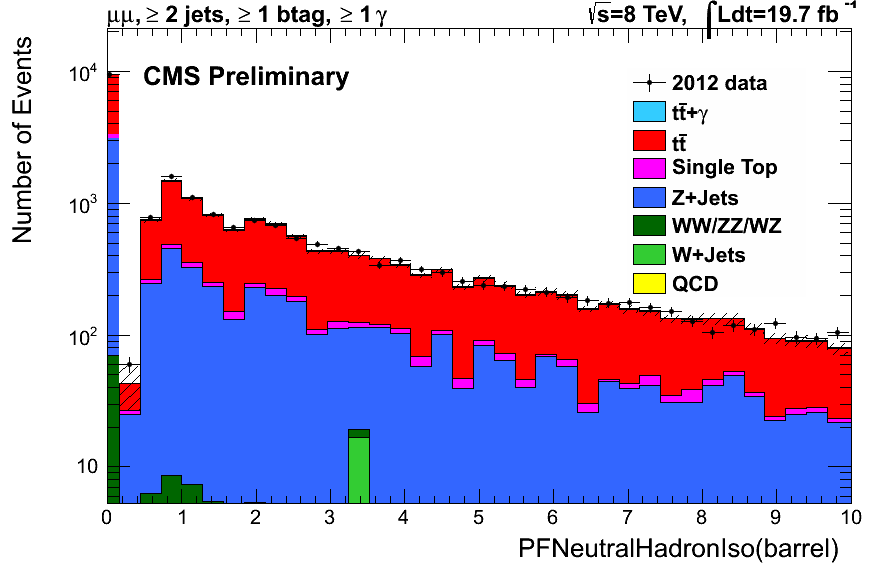 μμ, ≥ 2 jets, ≥ 1 btag, ≥ 1 γ √s=8 TeV, ∫Ldt=19.7 fb⁻¹
CMS Preliminary
Number of Events
10⁴
10³
10²
10
2012 data
tt̄+γ
tt̄
Single Top
Z+Jets
WW/ZZ/WZ
W+Jets
QCD
0 1 2 3 4 5 6 7 8 9 10
PFNeutralHadronIso(barrel)